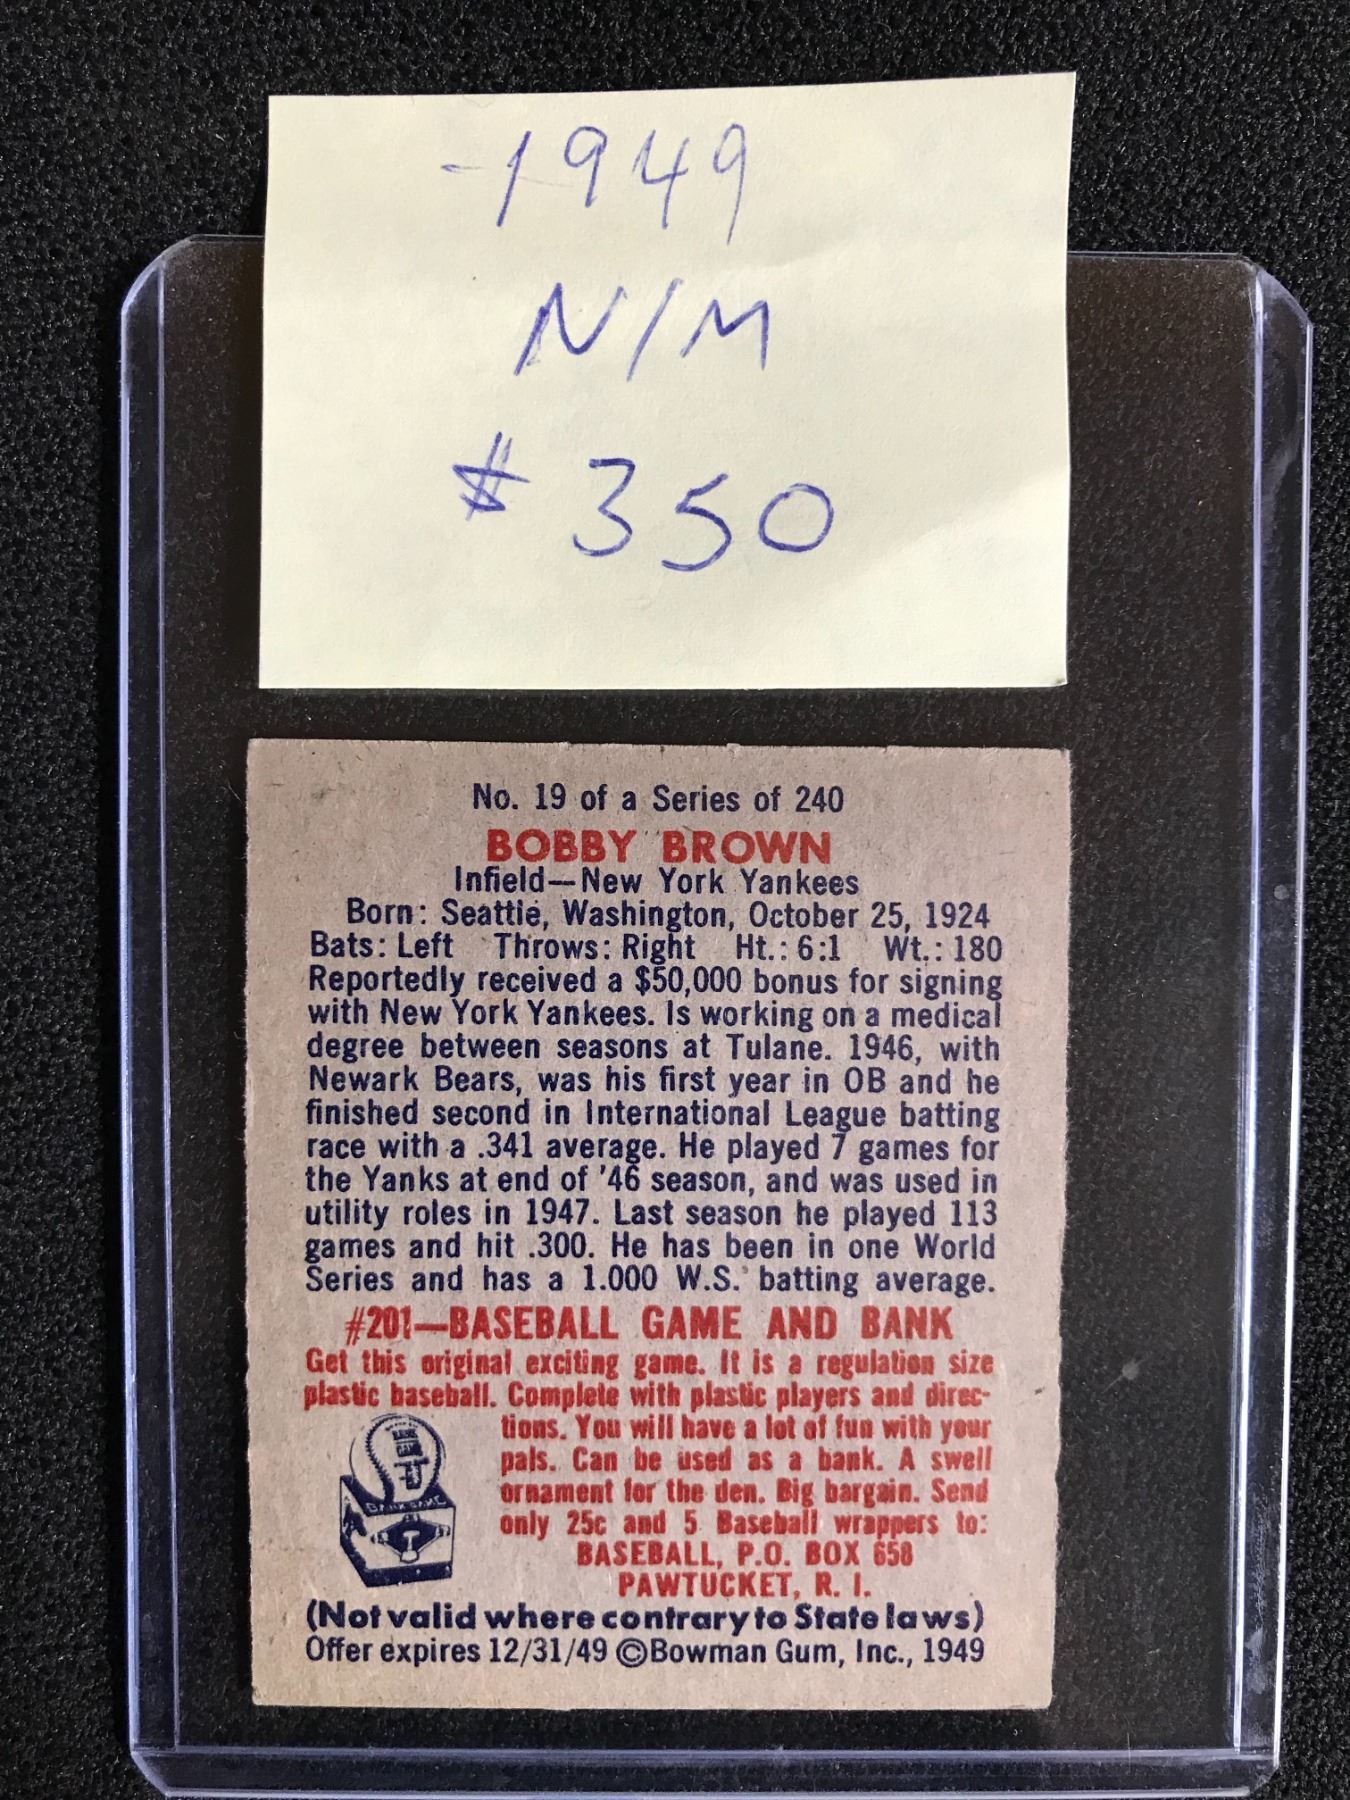 -1949
N/M
$350
No. 19 of a Series of 240
BOBBY BROWN
Infield—New York Yankees
Born: Seattle, Washington, October 25, 1924
Bats: Left Throws: Right Ht.: 6:1 Wt.: 180
Reportedly received a $50,000 bonus for signing
with New York Yankees. Is working on a medical
degree between seasons at Tulane. 1946, with
Newark Bears, was his first year in OB and he
finished second in International League batting
race with a .341 average. He played 7 games for
the Yanks at end of '46 season, and was used in
utility roles in 1947. Last season he played 113
games and hit .300. He has been in one World
Series and has a 1.000 W.S. batting average.
#201—BASEBALL GAME AND BANK
Get this original exciting game. It is a regulation size
plastic baseball. Complete with plastic players and direc-
tions. You will have a lot of fun with your
pals. Can be used as a bank. A swell
ornament for the den. Big bargain. Send
only 25c and 5 Baseball wrappers to:
BASEBALL, P.O. BOX 658
PAWTUCKET, R. I.
BANK GAME
(Not valid where contrary to State laws)
Offer expires 12/31/49 ©Bowman Gum, Inc., 1949